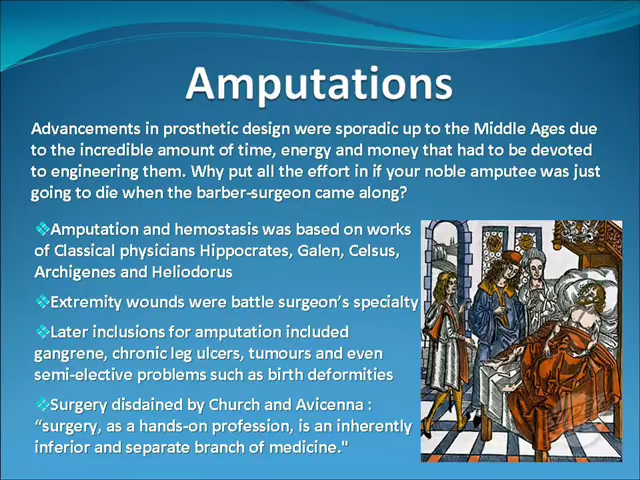 Amputations
Advancements in prosthetic design were sporadic up to the Middle Ages due
to the incredible amount of time, energy and money that had to be devoted
to engineering them. Why put all the effort in if your noble amputee was just
going to die when the barber-surgeon came along?
❖Amputation and hemostasis was based on works
of Classical physicians Hippocrates, Galen, Celsus,
Archigenes and Heliodorus
❖Extremity wounds were battle surgeon's specialty
❖Later inclusions for amputation included
gangrene, chronic leg ulcers, tumours and even
semi-elective problems such as birth deformities
❖Surgery disdained by Church and Avicenna :
“surgery, as a hands-on profession, is an inherently
inferior and separate branch of medicine."